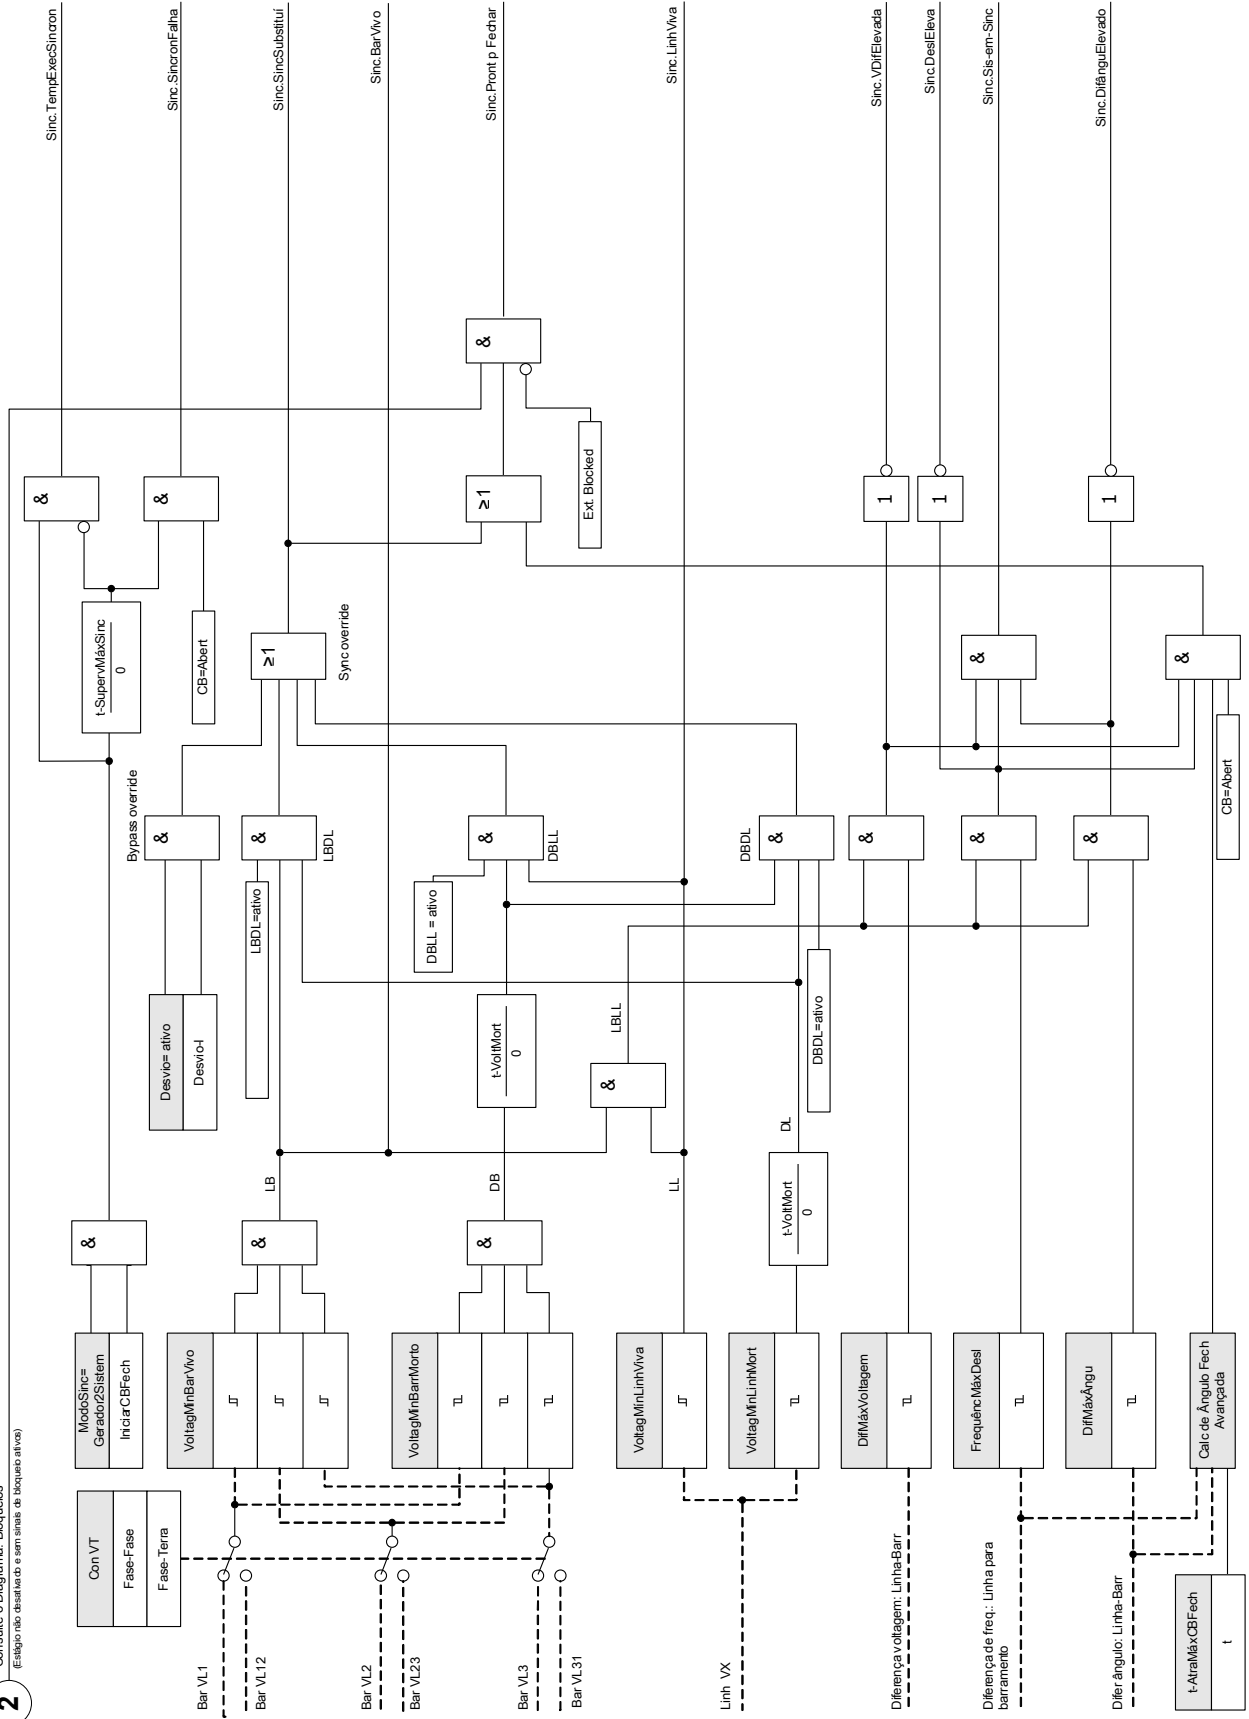 2
(Estágio não desativado e sem sinais de bloqueio ativos)
Sinc.TempExecSincron
Sinc.SincronFalha
Sinc.SincSubstituí
Sinc.BarVivo
Sinc.Pront p Fechar
Sinc.LinhViva
Sinc.VDifElevada
Sinc.DeslEleva
Sinc.Sis-em-Sinc
Sinc.DifânguElevado
&
&
&
≥1
Ext. Blocked
1
1
1
t-SupervMáxSinc
0
CB=Abert
≥1
Sync override
&
&
CB=Abert
Bypass override
&
&
LBDL
&
DBLL
DBDL
&
&
&
&
LBDL=ativo
DBLL = ativo
DBDL=ativo
Desvio= ativo
Desvio-I
t-VoltMort
0
LBLL
&
DL
t-VoltMort
0
LB
DB
LL
&
&
&
ModoSinc=
Gerador2Sistem
IniciarCBFech
VoltagMinBarVivo
VoltagMinBarrMorto
VoltagMinLinhViva
VoltagMinLinhMort
DifMáxVoltagem
FrequêncMáxDesl
DifMáxÂngu
Calc de Ângulo Fech
Avançada
Con VT
Fase-Fase
Fase-Terra
Bar VL1
Bar VL12
Bar VL2
Bar VL23
Bar VL3
Bar VL31
Linh VX
Diferença voltagem: Linha-Barr
Diferença de freq.: Linha para
barramento
Difer ângulo: Linha-Barr
t-AtraMáxCBFech
t